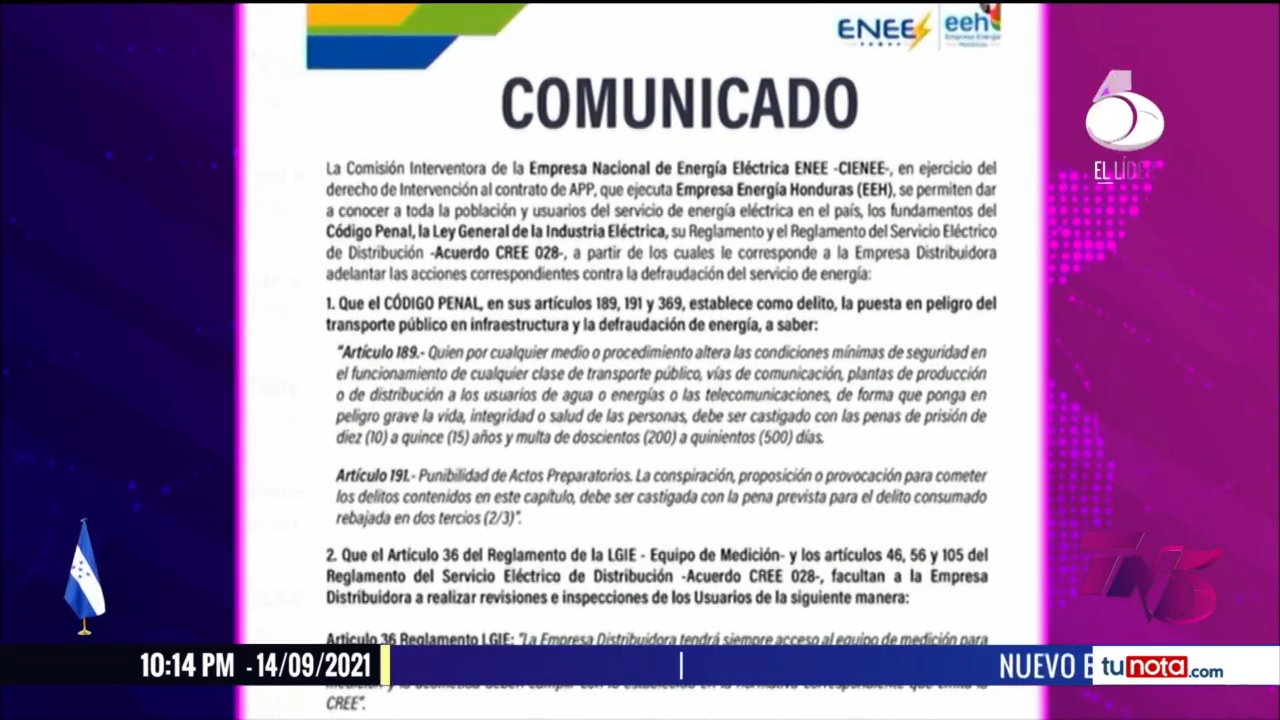 ENEE
eeh
Empresa Energía
Honduras
COMUNICADO
La Comisión Interventora de la Empresa Nacional de Energía Eléctrica ENEE -CIENEE-, en ejercicio del
derecho de Intervención al contrato de APP, que ejecuta Empresa Energía Honduras (EEH), se permiten dar
a conocer a toda la población y usuarios del servicio de energía eléctrica en el país, los fundamentos del
Código Penal, la Ley General de la Industria Eléctrica, su Reglamento y el Reglamento del Servicio Eléctrico
de Distribución -Acuerdo CREE 028-, a partir de los cuales le corresponde a la Empresa Distribuidora
adelantar las acciones correspondientes contra la defraudación del servicio de energía:
1. Que el CÓDIGO PENAL, en sus artículos 189, 191 y 369, establece como delito, la puesta en peligro del
transporte público en infraestructura y la defraudación de energía, a saber:
"Artículo 189.- Quien por cualquier medio o procedimiento altera las condiciones mínimas de seguridad en
el funcionamiento de cualquier clase de transporte público, vías de comunicación, plantas de producción
o de distribución a los usuarios de agua o energías o las telecomunicaciones, de forma que ponga en
peligro grave la vida, integridad o salud de las personas, debe ser castigado con las penas de prisión de
diez (10) a quince (15) años y multa de doscientos (200) a quinientos (500) días.
Artículo 191.- Punibilidad de Actos Preparatorios. La conspiración, proposición o provocación para cometer
los delitos contenidos en este capítulo, debe ser castigada con la pena prevista para el delito consumado
rebajada en dos tercios (2/3)".
2. Que el Artículo 36 del Reglamento de la LGIE - Equipo de Medición- y los artículos 46, 56 y 105 del
Reglamento del Servicio Eléctrico de Distribución -Acuerdo CREE 028-, facultan a la Empresa
Distribuidora a realizar revisiones e inspecciones de los Usuarios de la siguiente manera:
Artículo 36 Reglamento LGIE: "La Empresa Distribuidora tendrá siempre acceso al equipo de medición para
CREE".
5
EL LÍDER
TN5
10:14 PM - 14/09/2021
NUEVO B
tunota.com